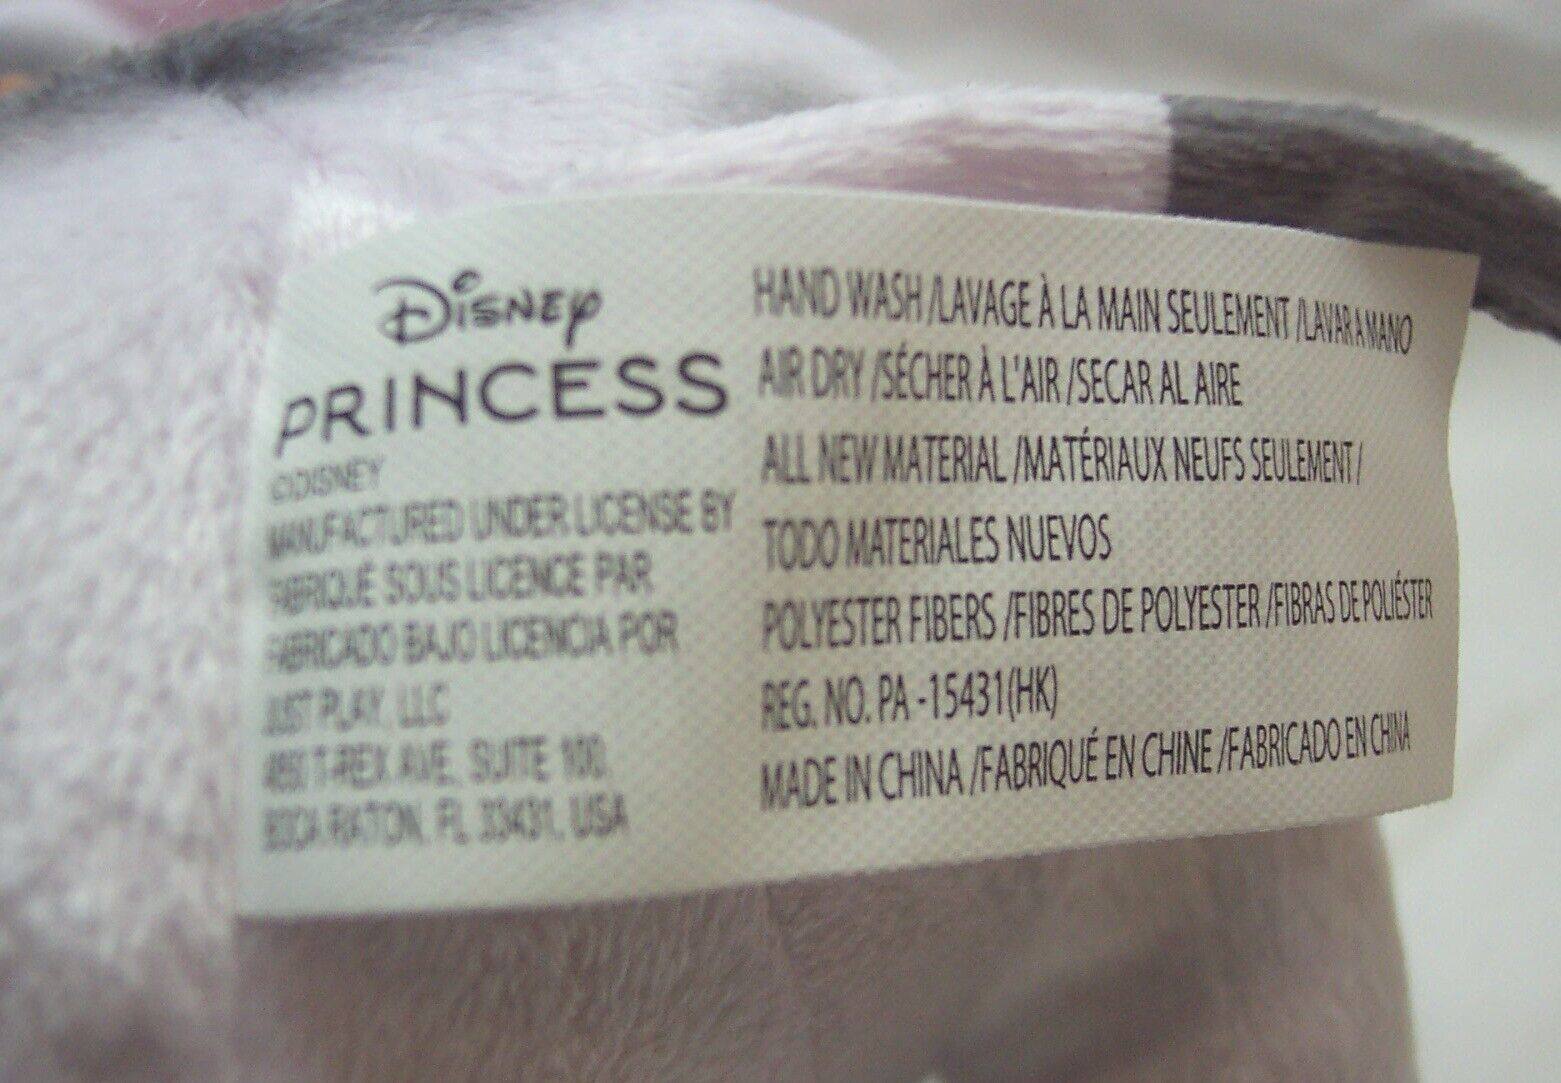 Disney
PRINCESS
©DISNEY
MANUFACTURED UNDER LICENSE BY
FABRIQUÉ SOUS LICENCE PAR
FABRICADO BAJO LICENCIA POR
JUST PLAY, LLC
4850 T-REX AVE, SUITE 100,
BOCA RATON, FL 33431, USA
HAND WASH /LAVAGE À LA MAIN SEULEMENT /LAVAR A MANO
AIR DRY /SÉCHER À L'AIR /SECAR AL AIRE
ALL NEW MATERIAL /MATÉRIAUX NEUFS SEULEMENT /
TODO MATERIALES NUEVOS
POLYESTER FIBERS /FIBRES DE POLYESTER /FIBRAS DE POLIÉSTER
REG. NO. PA -15431(HK)
MADE IN CHINA /FABRIQUÉ EN CHINE /FABRICADO EN CHINA